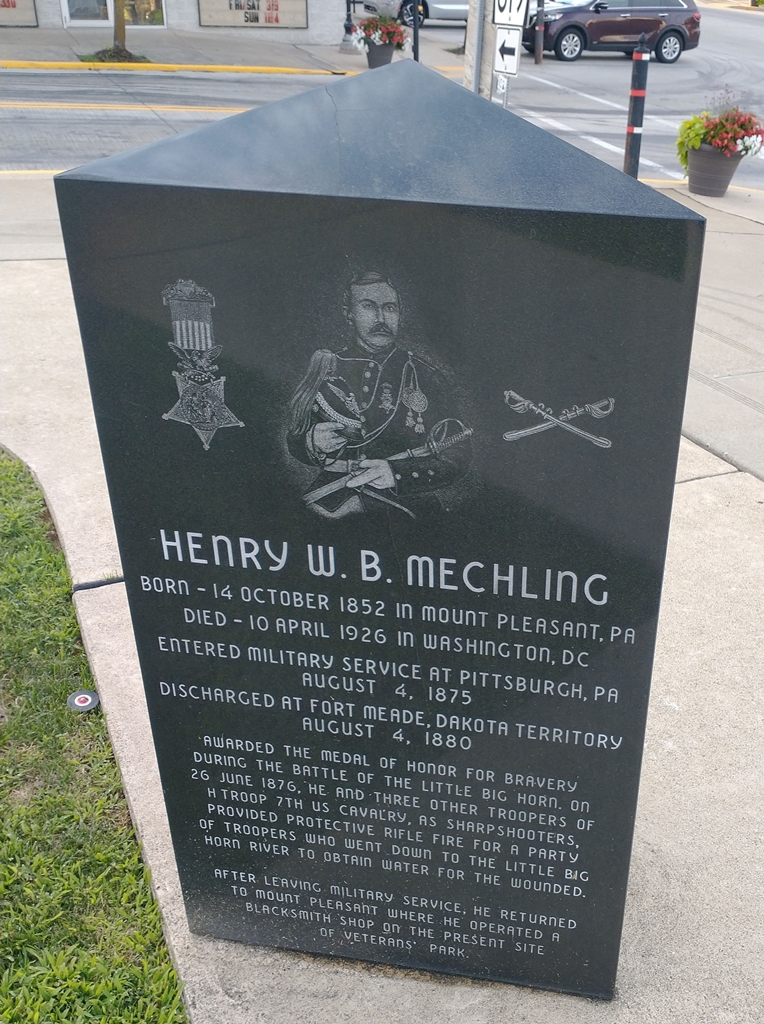 FRI SAT
SUN
HENRY W. B. MECHLING
BORN - 14 OCTOBER 1852 IN MOUNT PLEASANT, PA
DIED - 10 APRIL 1926 IN WASHINGTON, DC
ENTERED MILITARY SERVICE AT PITTSBURGH, PA
AUGUST 4, 1875
DISCHARGED AT FORT MEADE, DAKOTA TERRITORY
AUGUST 4, 1880
AWARDED THE MEDAL OF HONOR FOR BRAVERY
DURING THE BATTLE OF THE LITTLE BIG HORN. ON
26 JUNE 1876, HE AND THREE OTHER TROOPERS OF
H TROOP 7TH US CAVALRY, AS SHARPSHOOTERS,
PROVIDED PROTECTIVE RIFLE FIRE FOR A PARTY
OF TROOPERS WHO WENT DOWN TO THE LITTLE BIG
HORN RIVER TO OBTAIN WATER FOR THE WOUNDED.
AFTER LEAVING MILITARY SERVICE, HE RETURNED
TO MOUNT PLEASANT WHERE HE OPERATED A
BLACKSMITH SHOP ON THE PRESENT SITE
OF VETERANS' PARK.